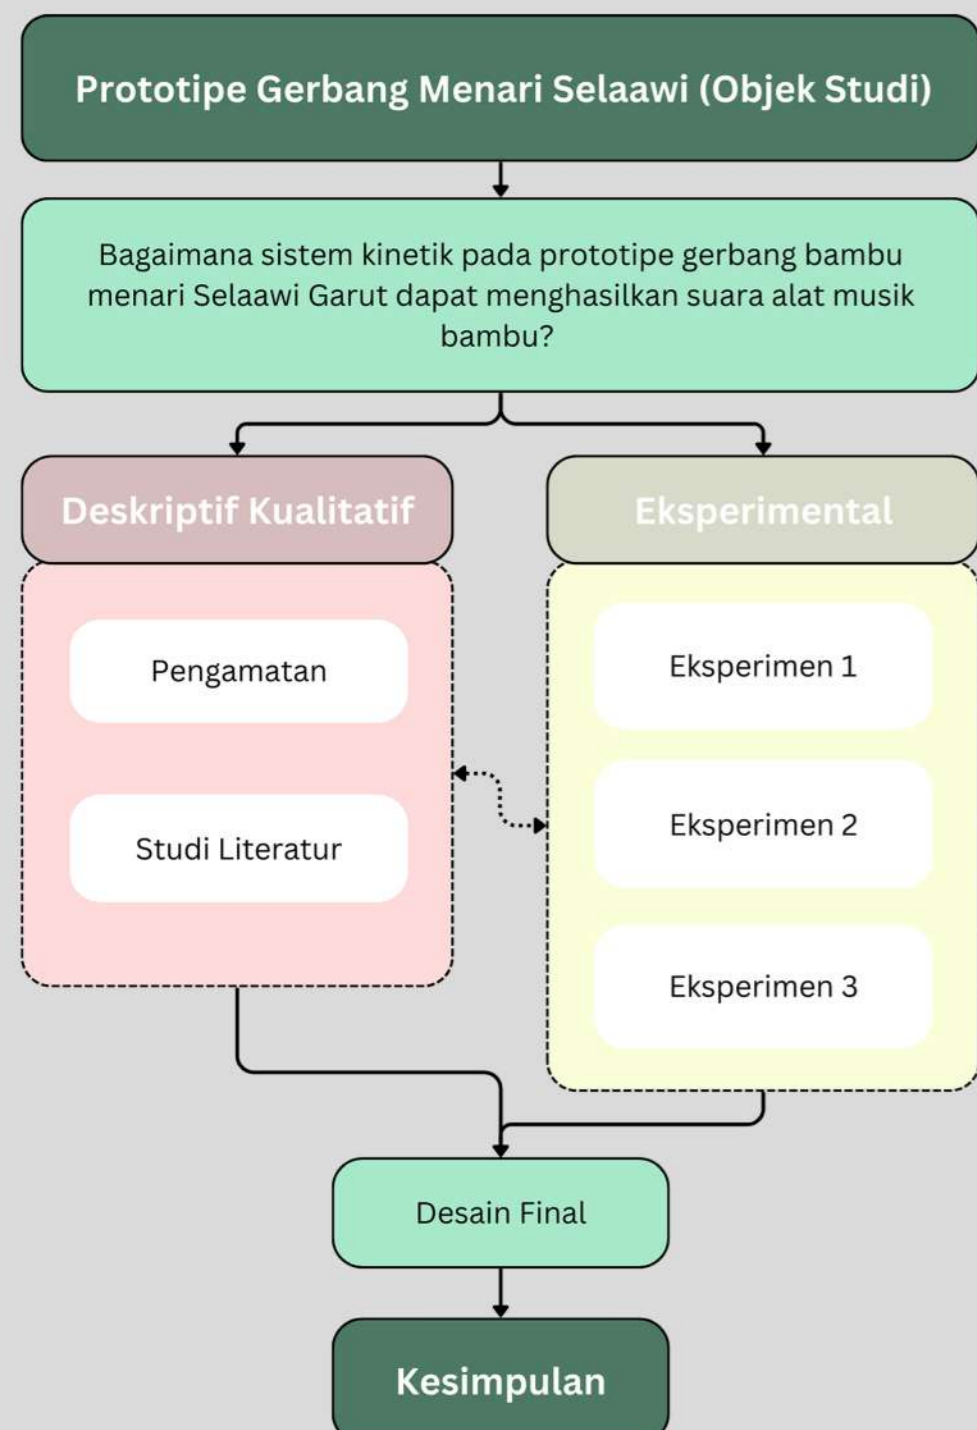 Prototipe Gerbang Menari Selaawi (Objek Studi)
Bagaimana sistem kinetik pada prototipe gerbang bambu
menari Selaawi Garut dapat menghasilkan suara alat musik
bambu?
Deskriptif Kualitatif
Pengamatan
Studi Literatur
Eksperimental
Eksperimen 1
Eksperimen 2
Eksperimen 3
Desain Final
Kesimpulan